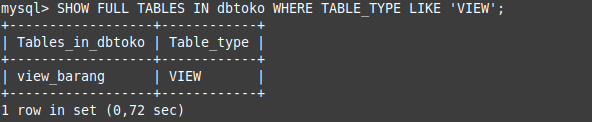 mysql> SHOW FULL TABLES IN dbtoko WHERE TABLE_TYPE LIKE 'VIEW';
+------------------+------------+
| Tables_in_dbtoko | Table_type |
+------------------+------------+
| view_barang      | VIEW       |
+------------------+------------+
1 row in set (0,72 sec)